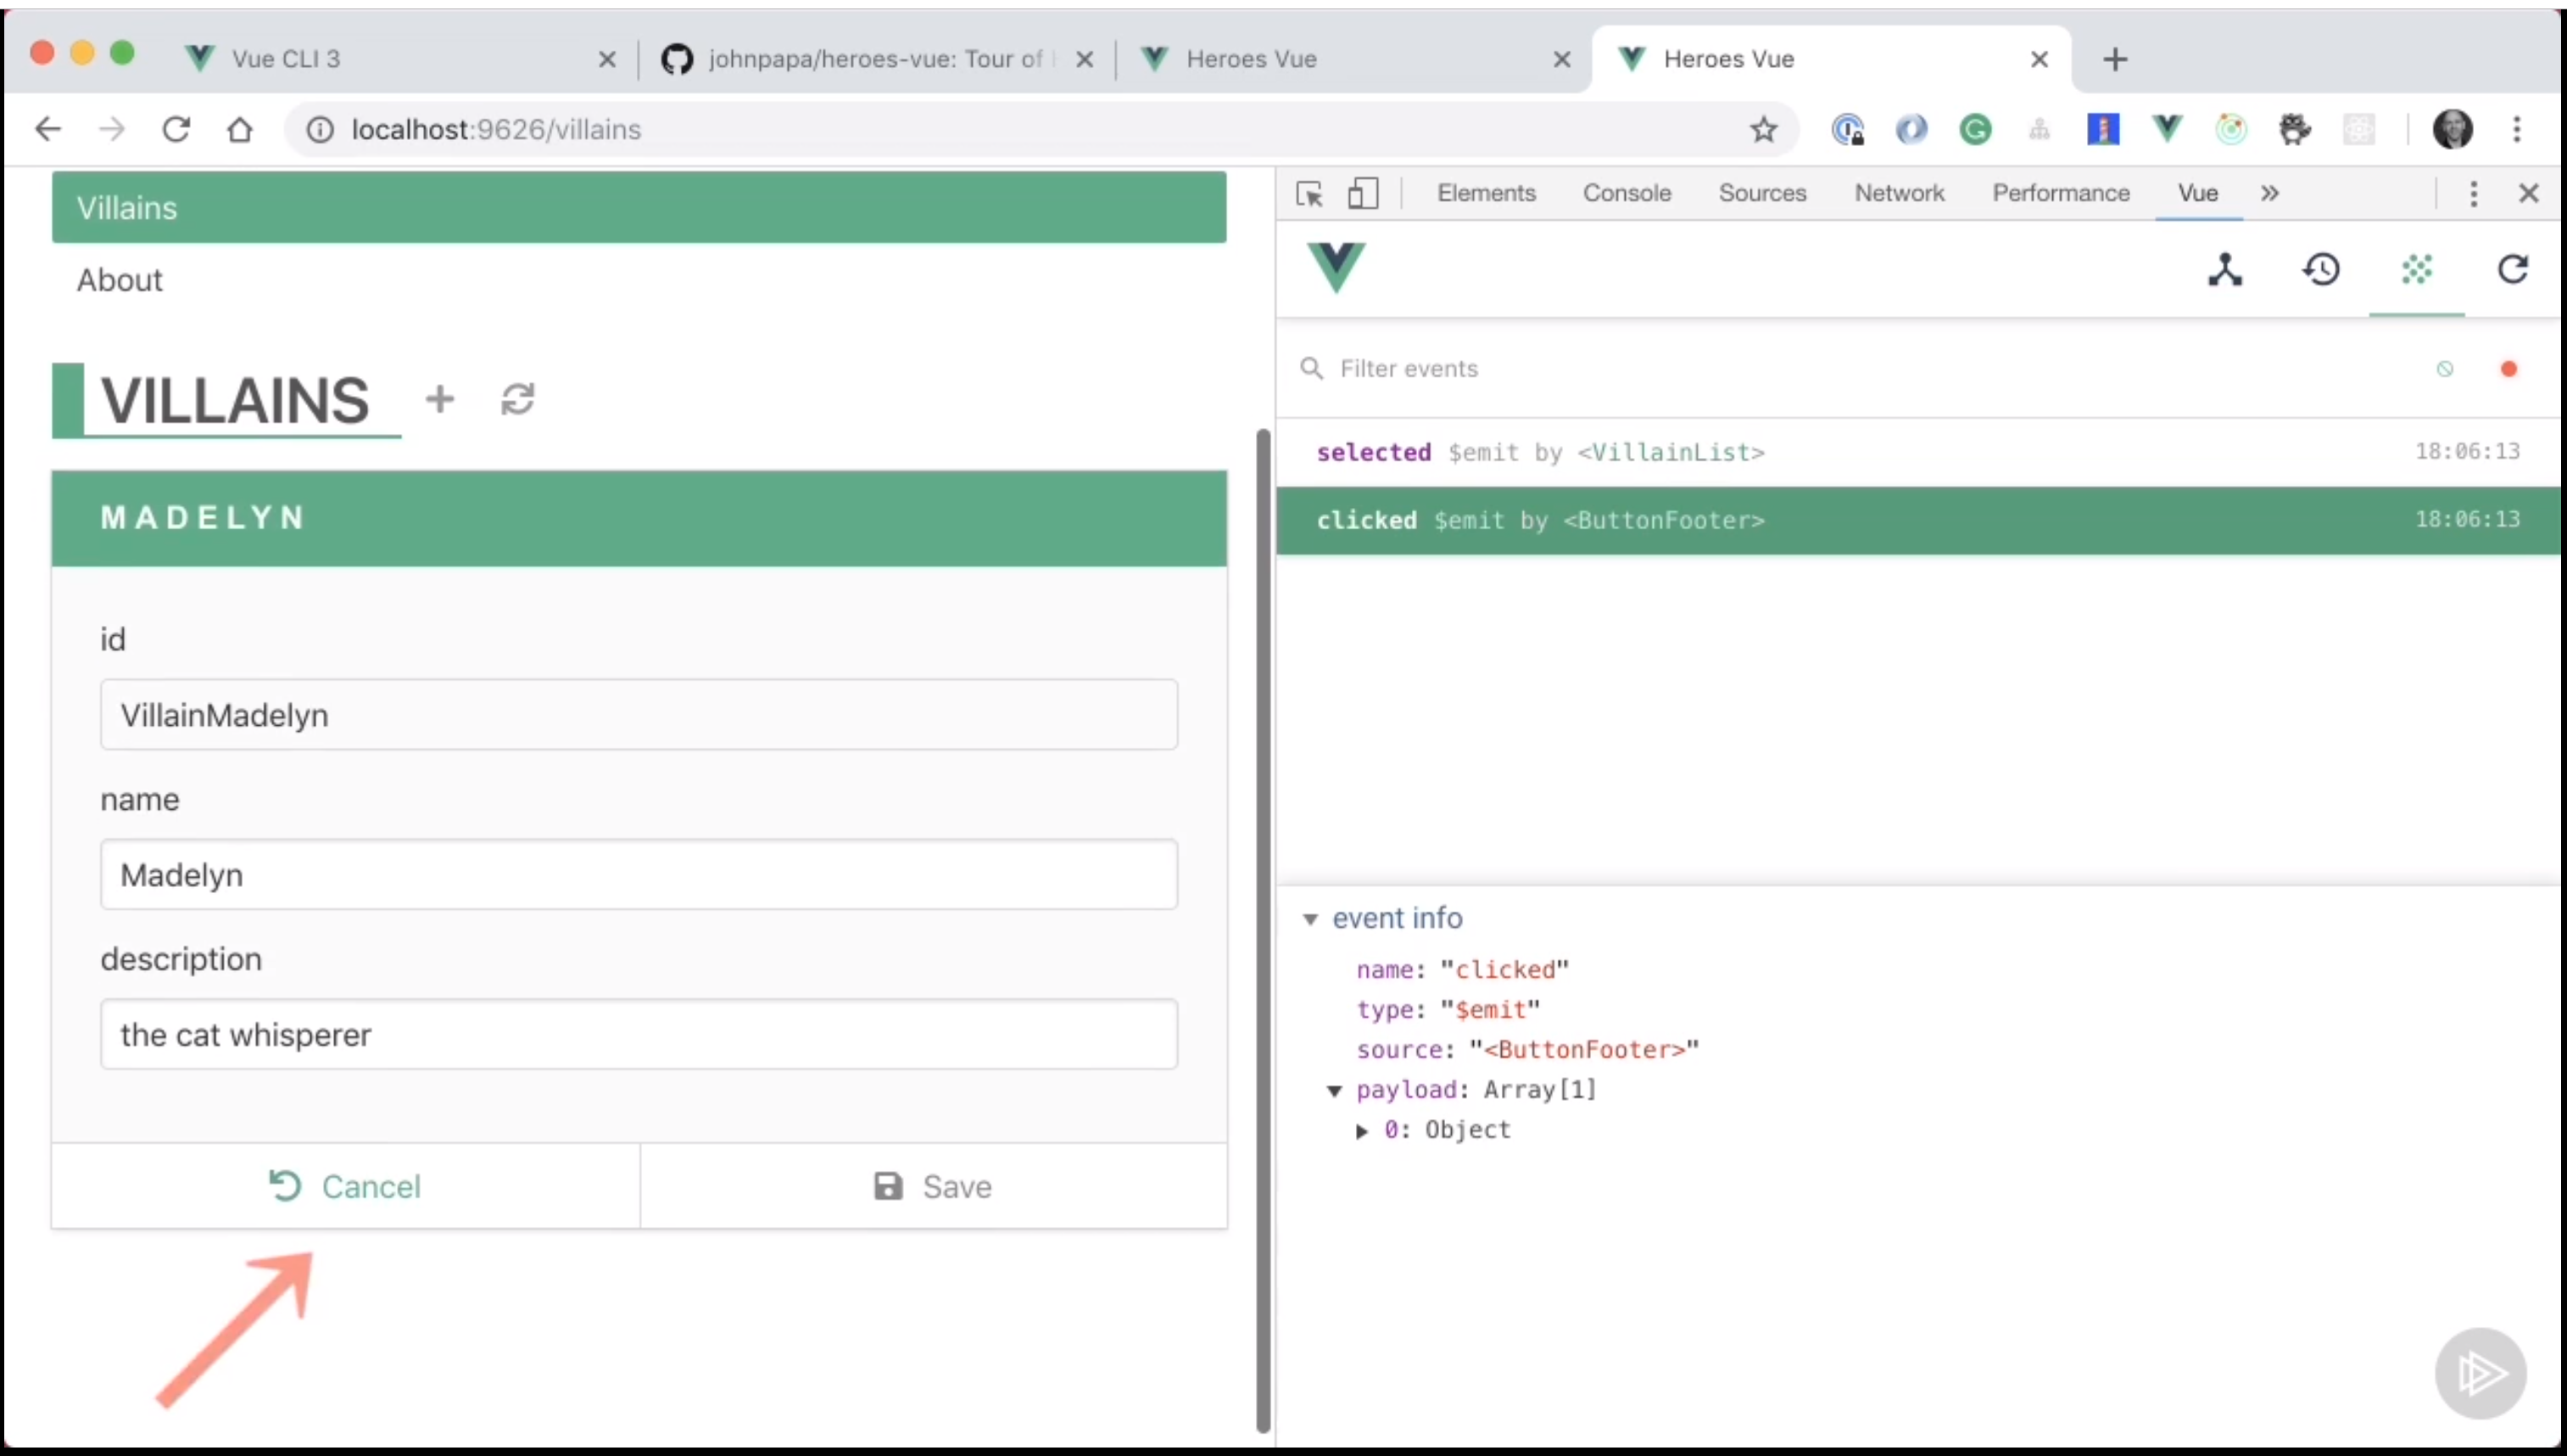 Vue CLI 3
johnpapa/heroes-vue: Tour of
Heroes Vue
Heroes Vue
localhost:9626/villains
Villains
About
VILLAINS
MADELYN
id
VillainMadelyn
name
Madelyn
description
the cat whisperer
Cancel
Save
Elements Console Sources Network Performance Vue
Filter events
selected $emit by <VillainList> 18:06:13
clicked $emit by <ButtonFooter> 18:06:13
event info
name: "clicked"
type: "$emit"
source: "<ButtonFooter>"
payload: Array[1]
0: Object